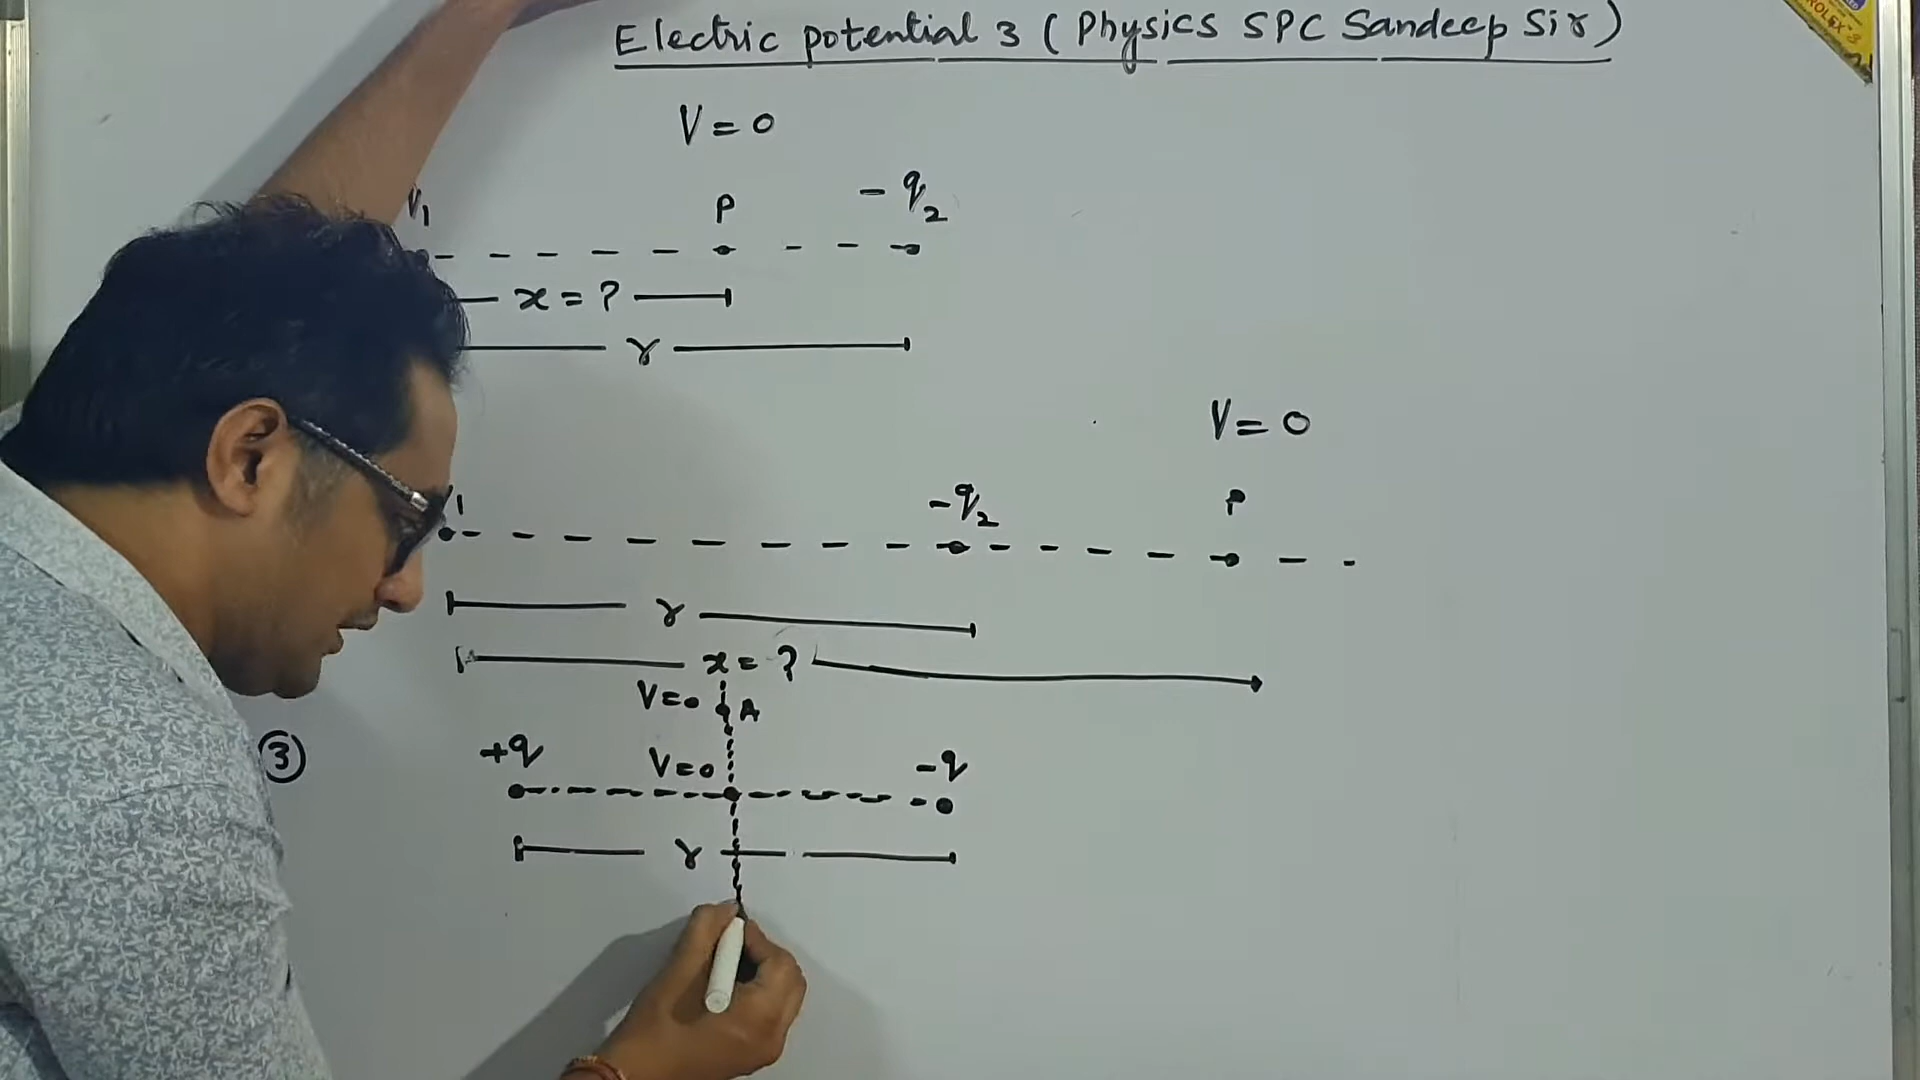 Electric potential 3 (Physics SPC Sandeep Sir)
V = 0
P - q2
x = ?
r
V = 0
-q2 P
r
x = ?
V=0 A
3 +q V=0 -q
r